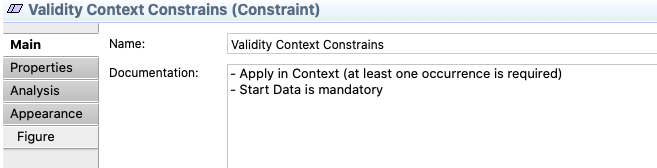 Validity Context Constrains (Constraint)
Main
Name:
Validity Context Constrains
Properties
Documentation:
- Apply in Context (at least one occurrence is required)
- Start Data is mandatory
Analysis
Appearance
Figure